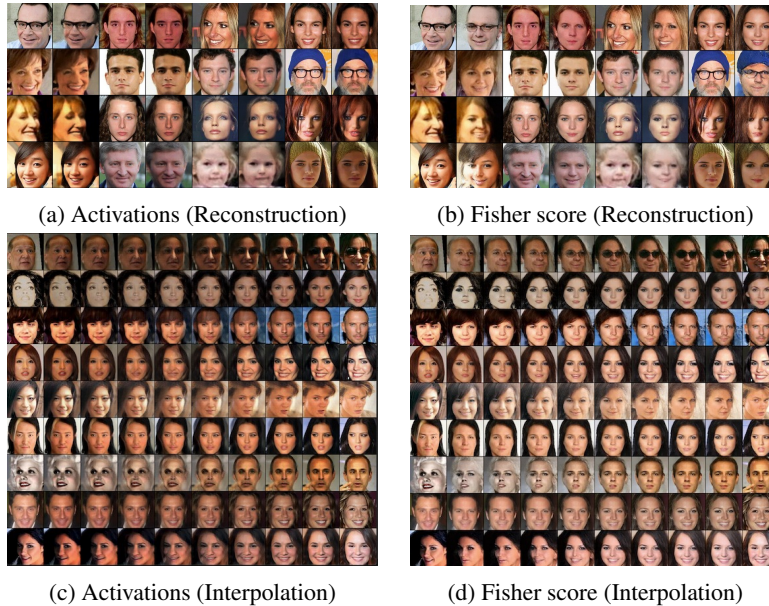 (a) Activations (Reconstruction)
(b) Fisher score (Reconstruction)
(c) Activations (Interpolation)
(d) Fisher score (Interpolation)